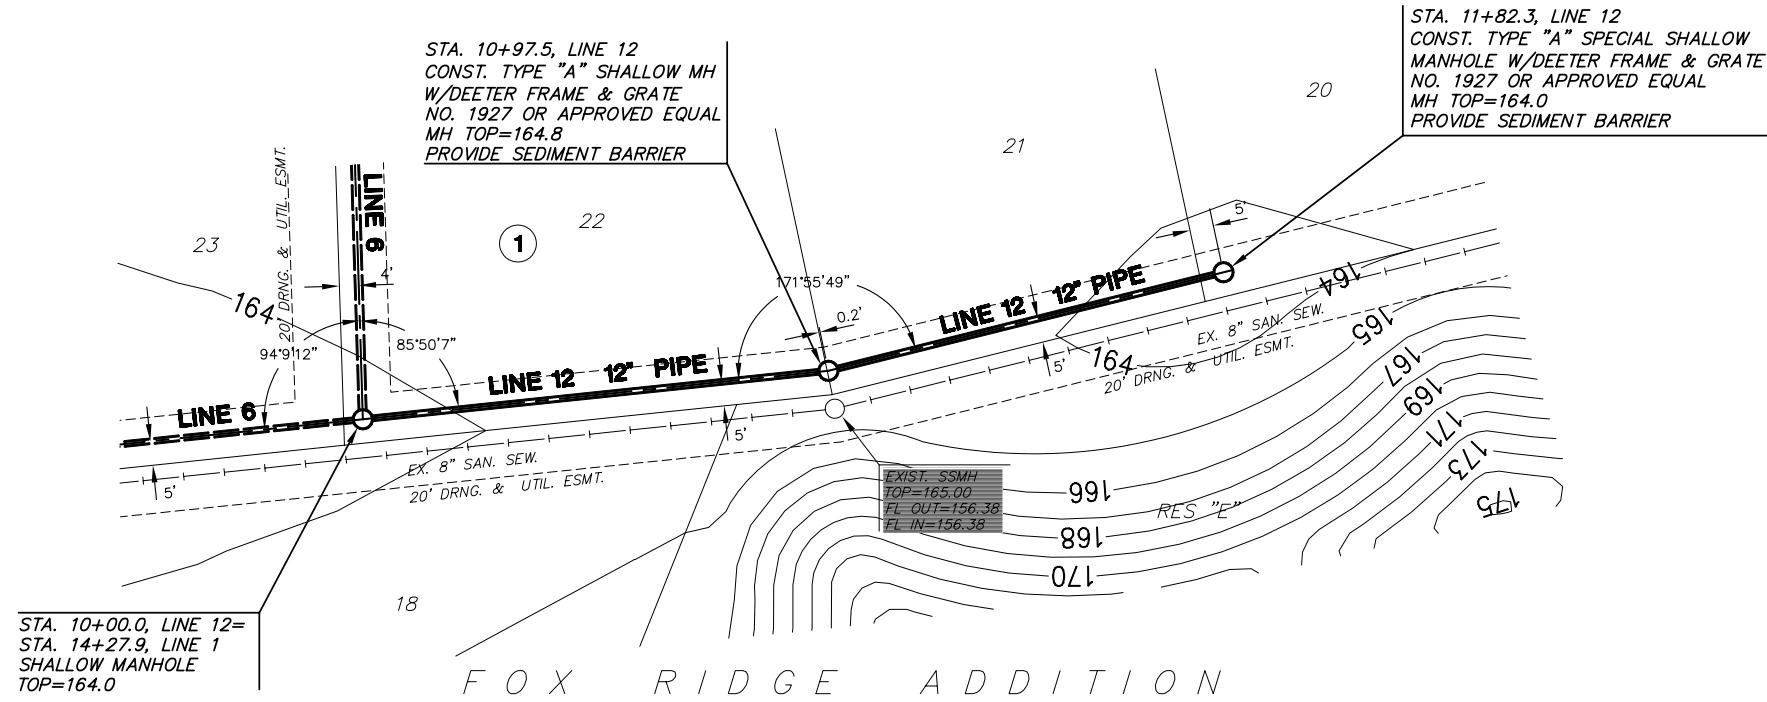 STA. 11+82.3, LINE 12
CONST. TYPE "A" SPECIAL SHALLOW
MANHOLE W/DEETER FRAME & GRATE
NO. 1927 OR APPROVED EQUAL
MH TOP=164.0
PROVIDE SEDIMENT BARRIER
STA. 10+97.5, LINE 12
CONST. TYPE "A" SHALLOW MH
W/DEETER FRAME & GRATE
NO. 1927 OR APPROVED EQUAL
MH TOP=164.8
PROVIDE SEDIMENT BARRIER
20
21
22
23
1
20' DRNG. & UTIL. ESMT.
LINE 6
4'
5'
164
94°9'12"
85°50'7"
171°55'49"
0.2'
LINE 12 12" PIPE
LINE 12 12" PIPE
LINE 6
164
EX. 8" SAN. SEW.
164
5'
20' DRNG. & UTIL. ESMT.
165
167
169
171
173
175
5'
5'
EX. 8" SAN. SEW.
20' DRNG. & UTIL. ESMT.
EXIST. SSMH
TOP=165.00
FL OUT=156.38
FL IN=156.38
166
168
170
RES "E"
18
STA. 10+00.0, LINE 12=
STA. 14+27.9, LINE 1
SHALLOW MANHOLE
TOP=164.0
FOX RIDGE ADDITION